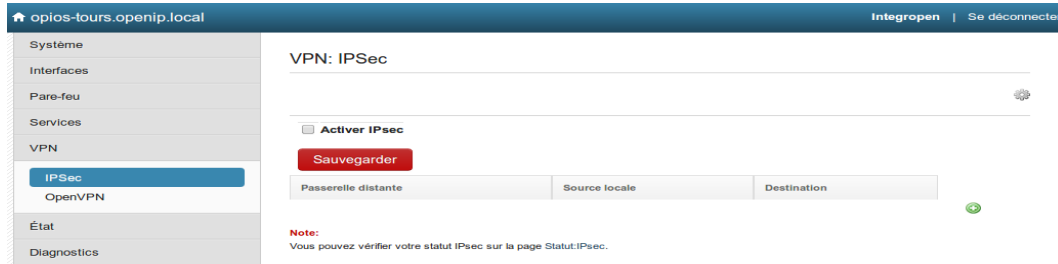 opios-tours.openip.local
Integropen | Se déconnecte
Système
Interfaces
Pare-feu
Services
VPN
IPSec
OpenVPN
État
Diagnostics
VPN: IPSec
Activer IPsec
Sauvegarder
Passerelle distante Source locale Destination
Note:
Vous pouvez vérifier votre statut IPsec sur la page Statut:IPsec.